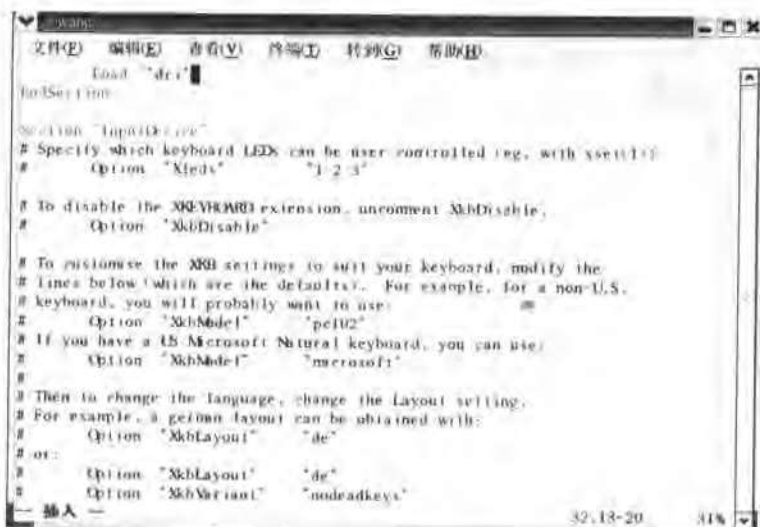 wang
文件(F) 编辑(E) 查看(V) 终端(T) 转到(G) 帮助(H)
Load "dri"
EndSection
Section "InputDevice"
# Specify which keyboard LEDs can be user controlled (eg, with xset(1))
# Option "Xleds" "1 2 3"
# To disable the XKEYBOARD extension, uncomment XkbDisable.
# Option "XkbDisable"
# To customise the XKB settings to suit your keyboard, modify the
# lines below (which are the defaults). For example, for a non-U.S.
# keyboard, you will probably want to use:
# Option "XkbModel" "pc102"
# If you have a US Microsoft Natural keyboard, you can use:
# Option "XkbModel" "microsoft"
#
# Then to change the language, change the Layout setting.
# For example, a german layout can be obtained with:
# Option "XkbLayout" "de"
# or:
# Option "XkbLayout" "de"
# Option "XkbVariant" "nodeadkeys"
-- 插入 -- 32,13-20 31%